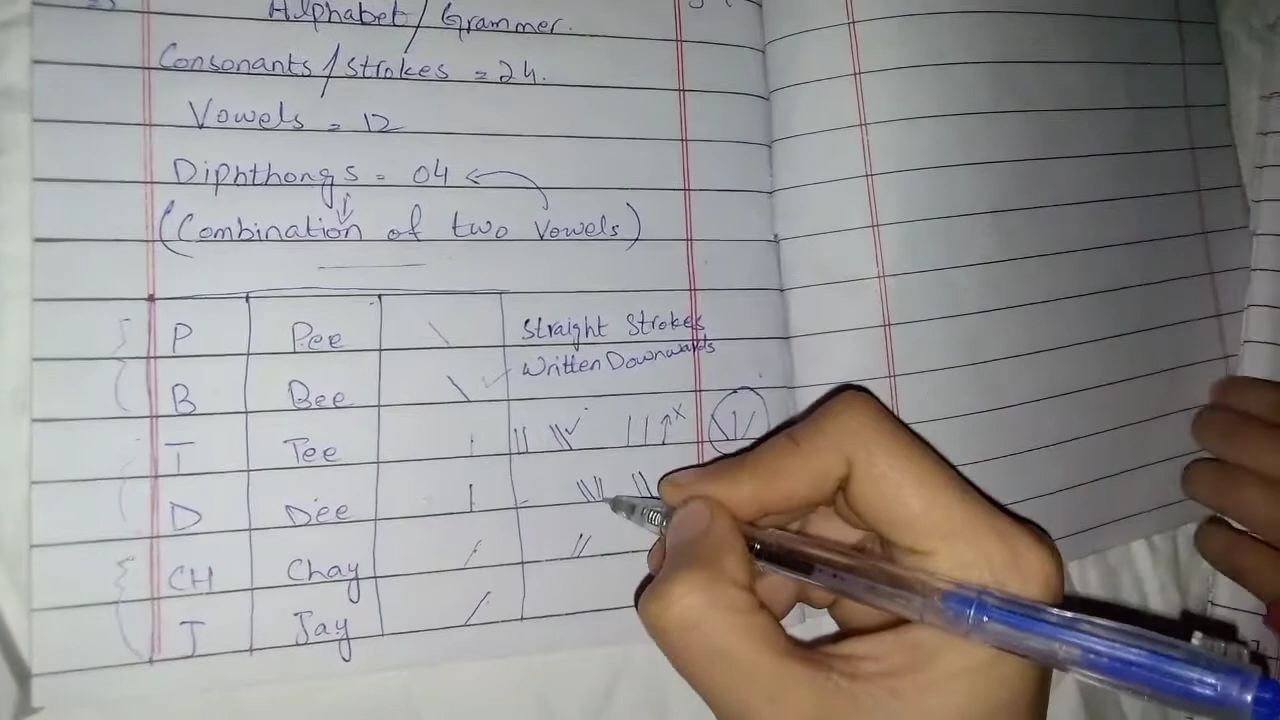 Alphabet/Grammer.
Consonants/Strokes = 24.
Vowels = 12
Diphthongs = 04
(Combination of two vowels)
P Pee \ Straight Strokes
Written Downwards
B Bee \
T Tee |
D Dee |
CH Chay /
J Jay /